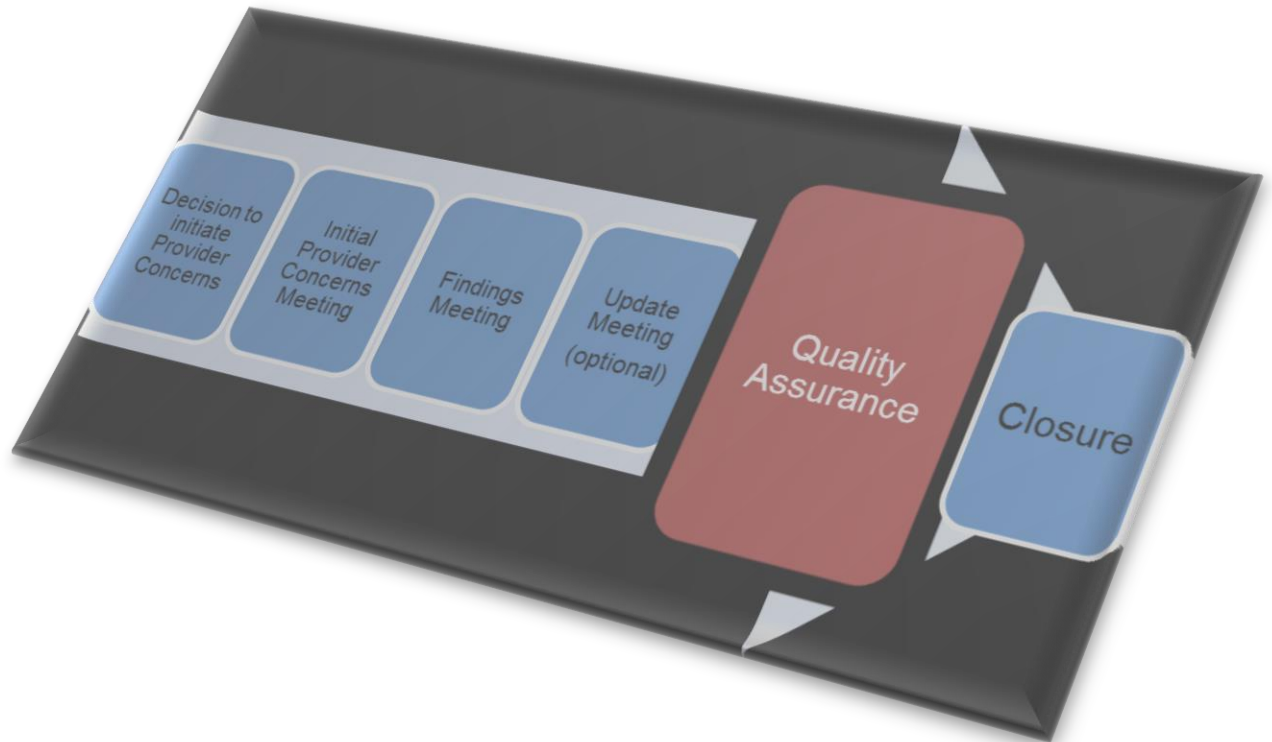 Decision to
initiate
Provider
Concerns
Initial
Provider
Concerns
Meeting
Findings
Meeting
Update
Meeting
(optional)
Quality
Assurance
Closure